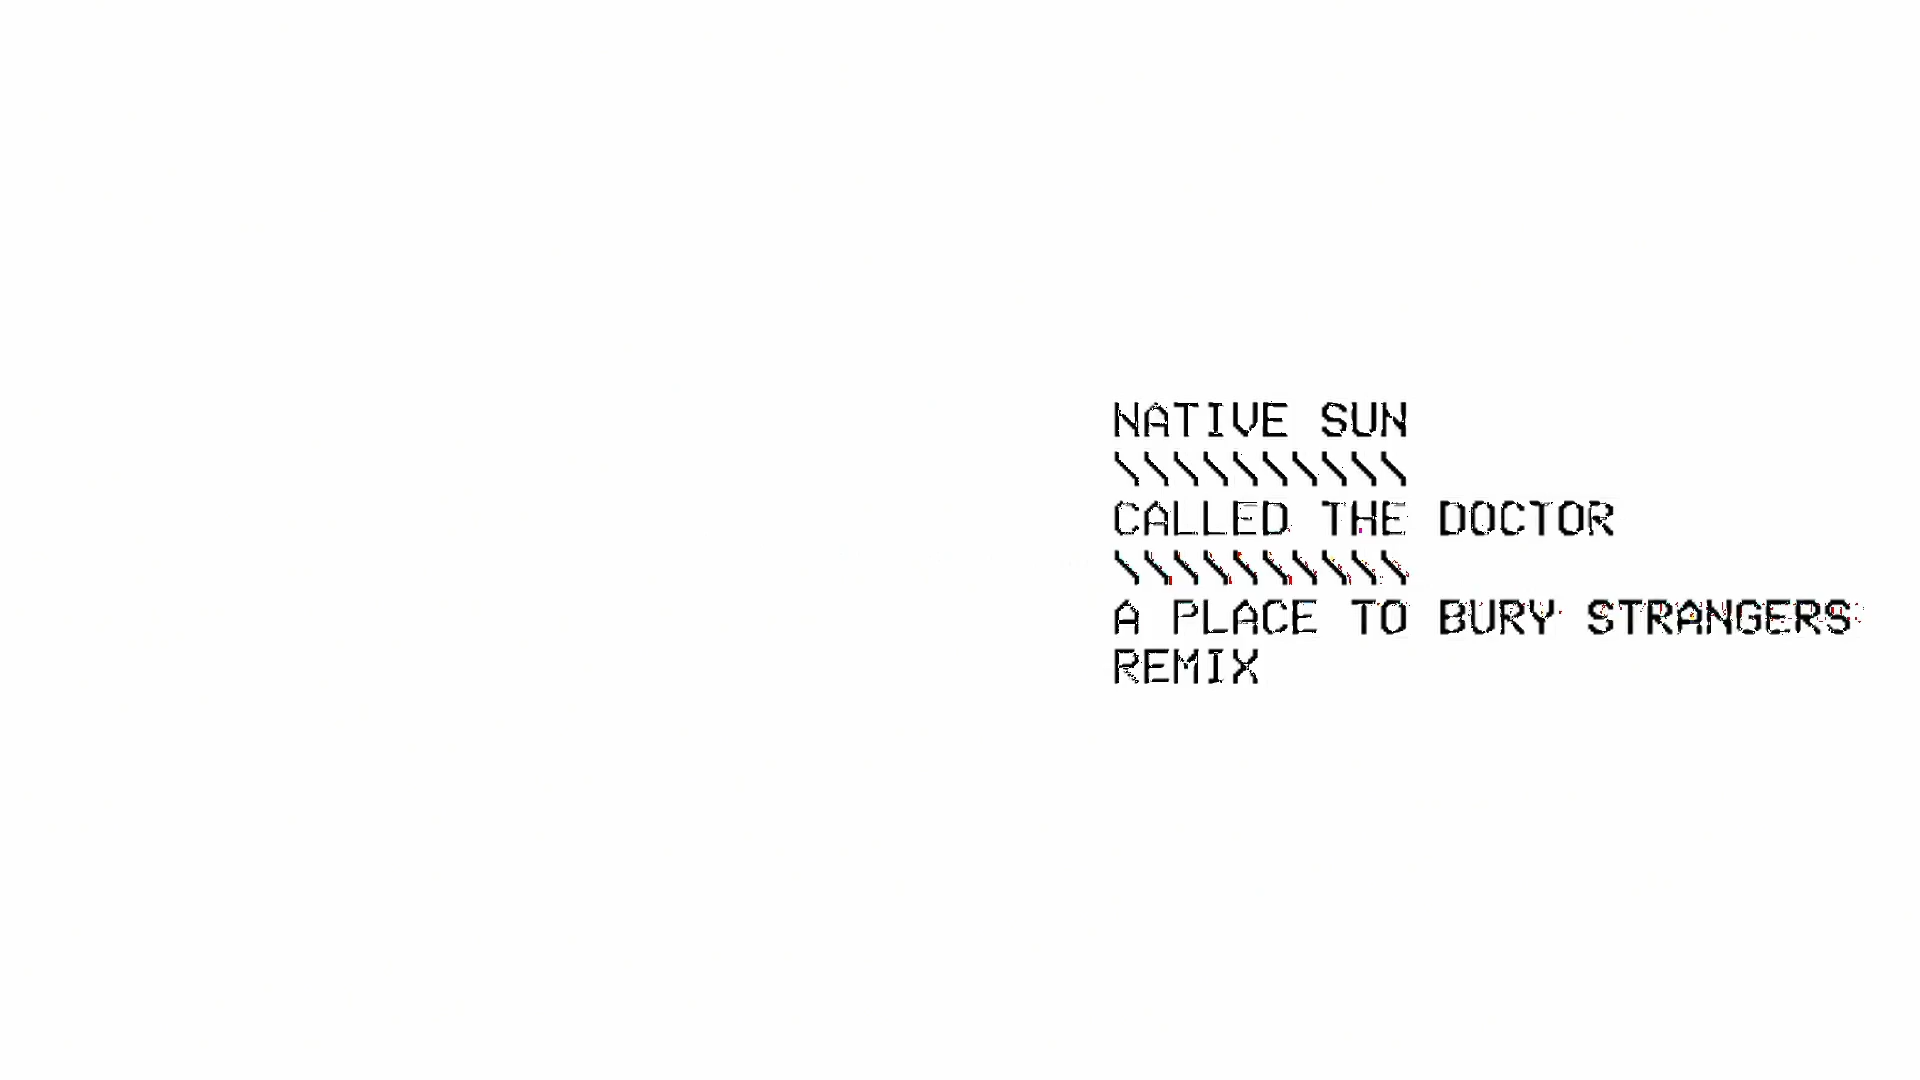 NATIVE SUN
\\\\\\\\\\
CALLED THE DOCTOR
\\\\\\\\\\
A PLACE TO BURY STRANGERS
REMIX